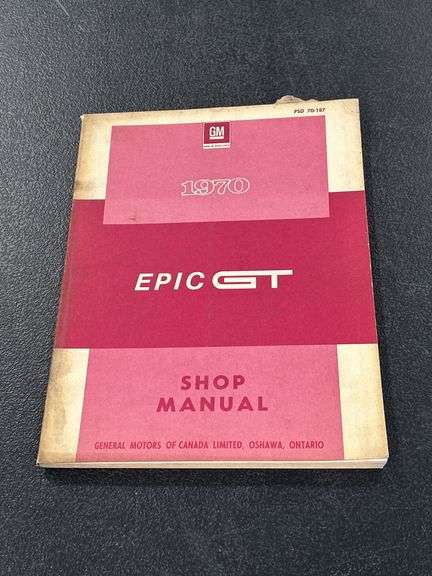 PSD 70-187
GM
1970
EPIC GT
SHOP
MANUAL
GENERAL MOTORS OF CANADA LIMITED, OSHAWA, ONTARIO